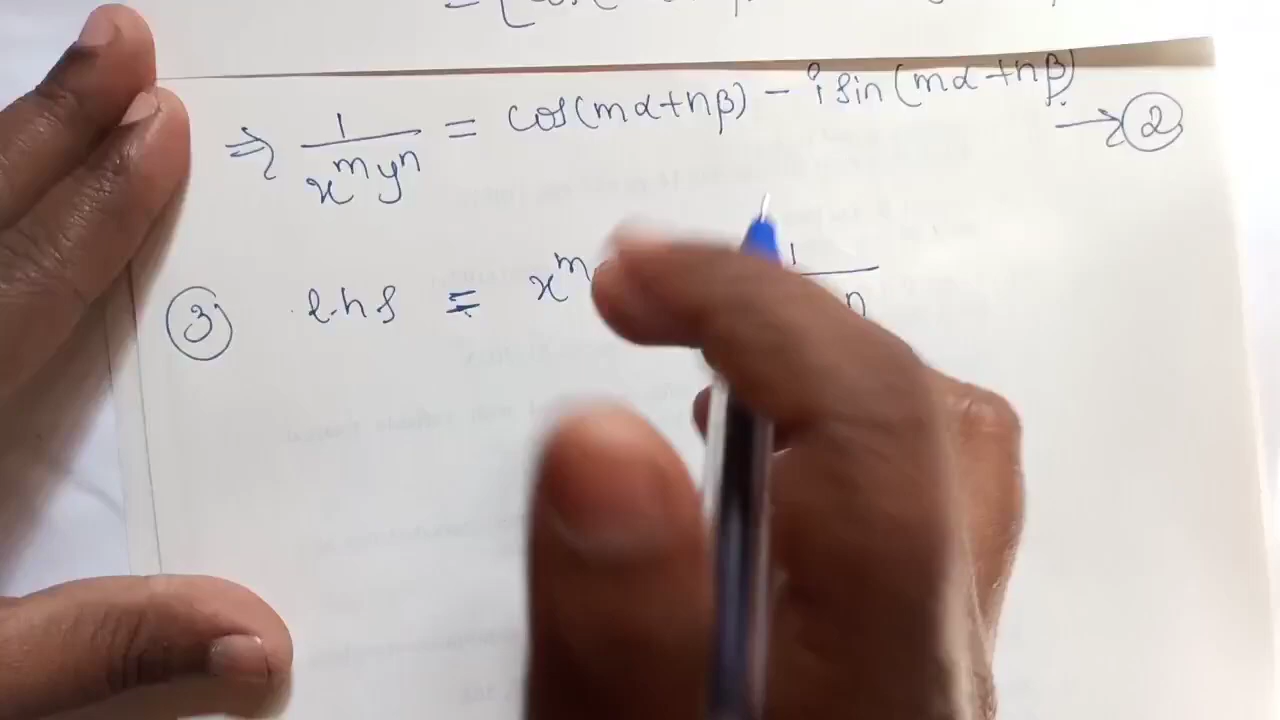 ⇒ 1/(x^m y^n) = cos(mα+nβ) - i sin(mα+nβ) → ②
③ l.h.s = x^m